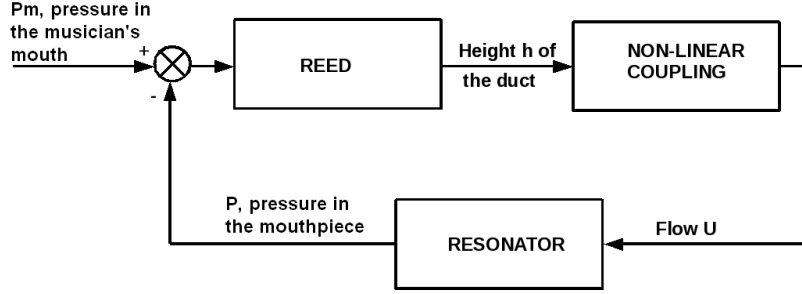 Pm, pressure in
the musician's
mouth
+
-
REED
Height h of
the duct
NON-LINEAR
COUPLING
P, pressure in
the mouthpiece
RESONATOR
Flow U